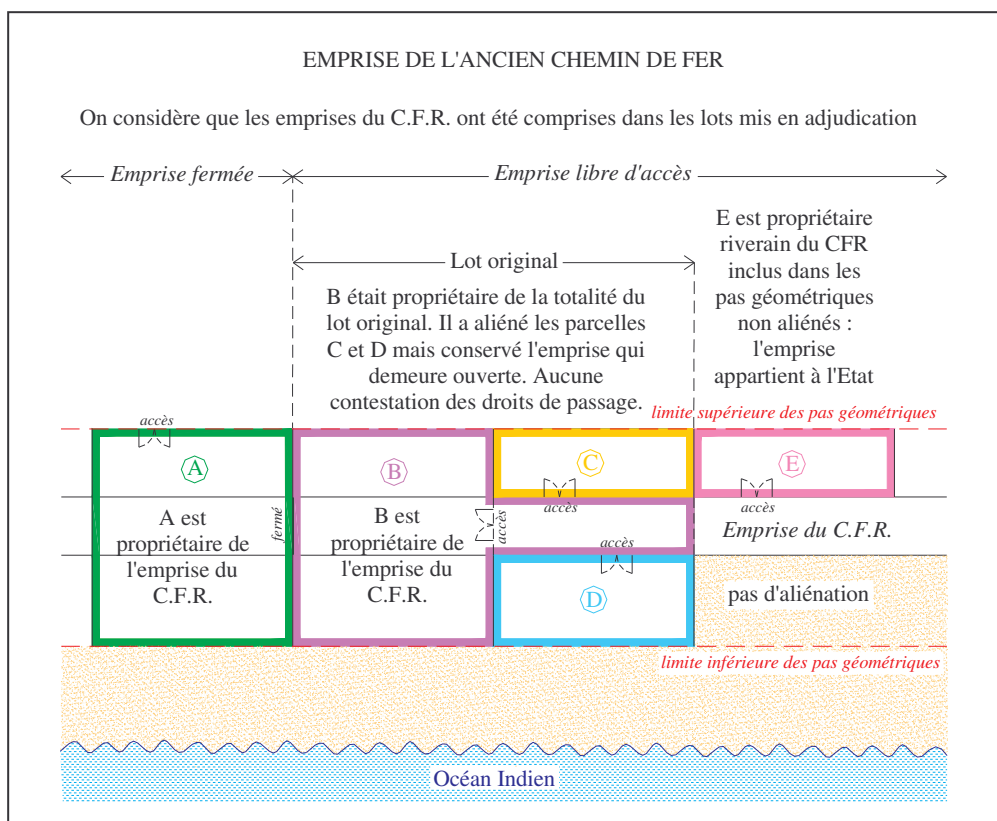 EMPRISE DE L'ANCIEN CHEMIN DE FER
On considère que les emprises du C.F.R. ont été comprises dans les lots mis en adjudication
Emprise fermée
Emprise libre d'accès
Lot original
B était propriétaire de la totalité du
lot original. Il a aliéné les parcelles
C et D mais conservé l'emprise qui
demeure ouverte. Aucune
contestation des droits de passage.
E est propriétaire
riverain du CFR
inclus dans les
pas géométriques
non aliénés :
l'emprise
appartient à l'Etat
limite supérieure des pas géométriques
accès
A
B
C
E
accès
accès
A est
propriétaire de
l'emprise du
C.F.R.
fermé
B est
propriétaire de
l'emprise du
C.F.R.
accès
Emprise du C.F.R.
accès
D
pas d'aliénation
limite inférieure des pas géométriques
Océan Indien